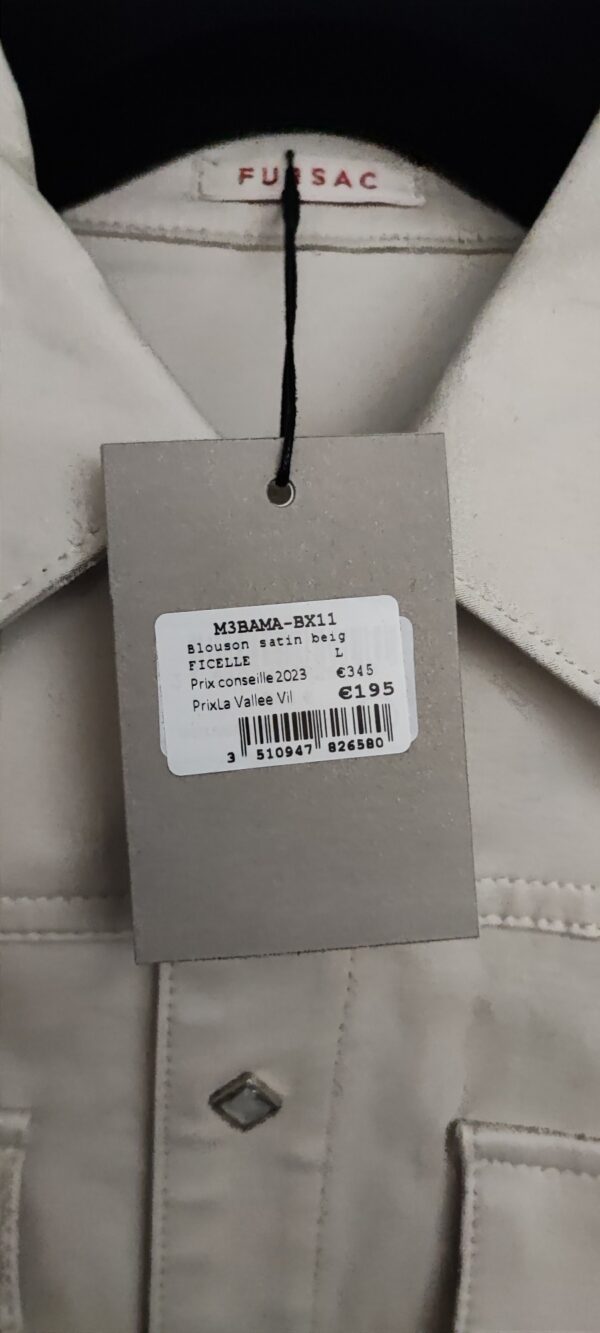 FURSAC
M3BAMA-BX11
Blouson satin beig
FICELLE L
Prix conseille 2023 €345
PrixLa Vallee Vil €195
3 510947 826580